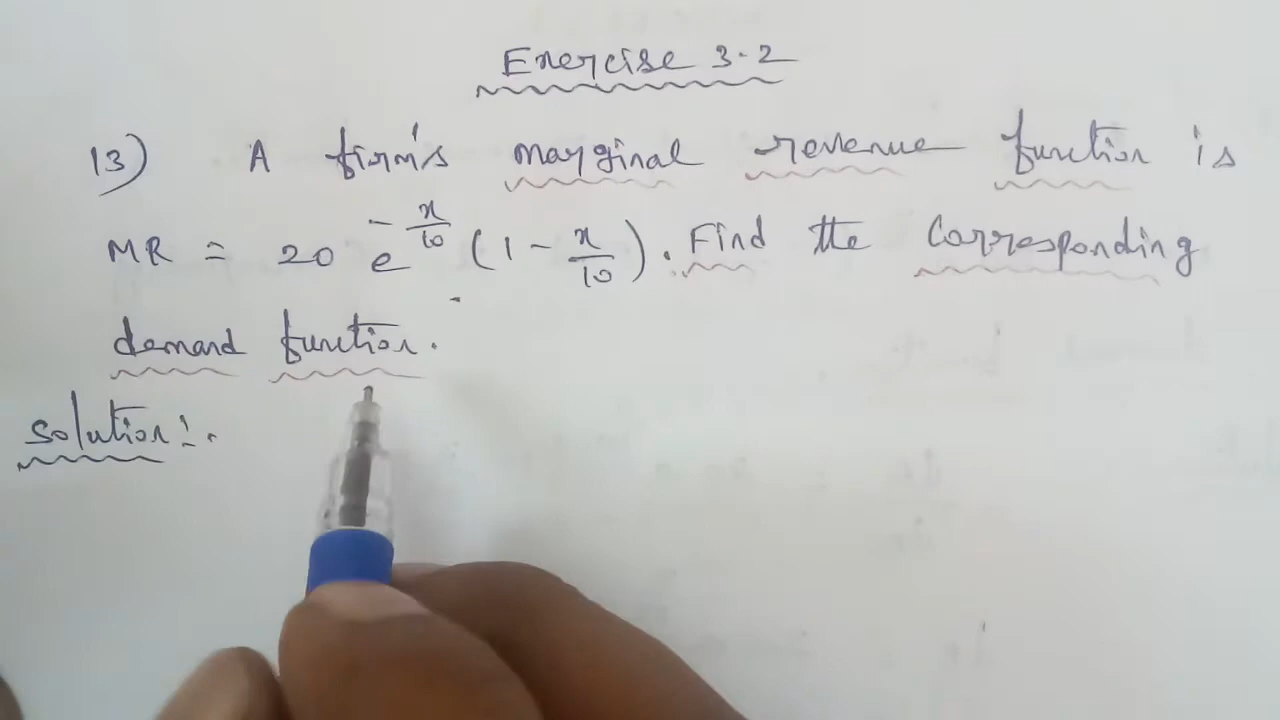 Exercise 3.2
13) A firm's marginal revenue function is
MR = 20 e^{-x/10} (1 - x/10). Find the corresponding
demand function.
Solution:.